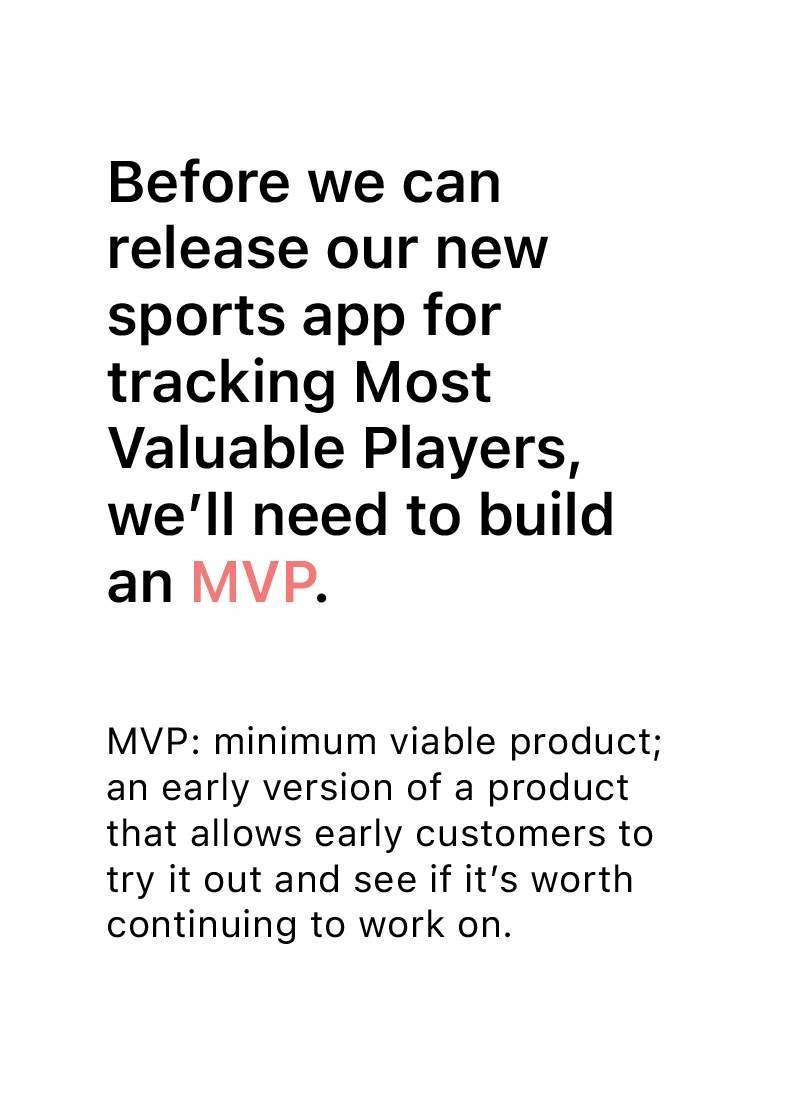 Before we can
release our new
sports app for
tracking Most
Valuable Players,
we’ll need to build
an MVP.
MVP: minimum viable product;
an early version of a product
that allows early customers to
try it out and see if it’s worth
continuing to work on.